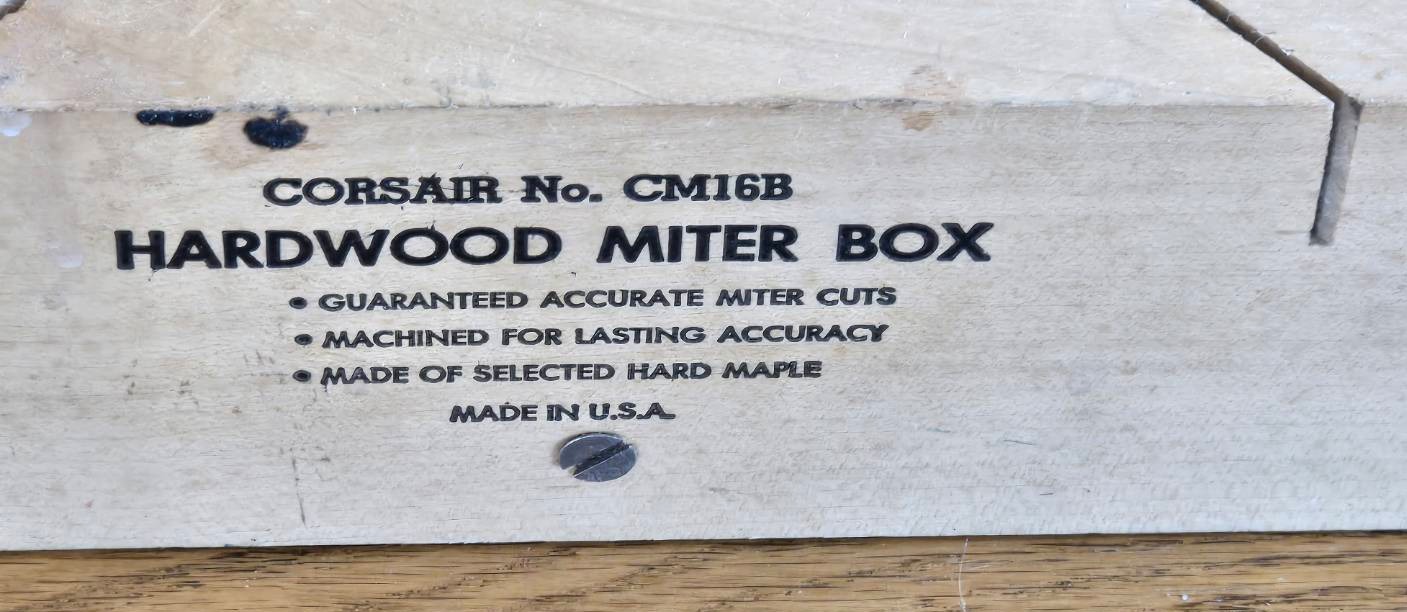 CORSAIR No. CM16B
HARDWOOD MITER BOX
• GUARANTEED ACCURATE MITER CUTS
• MACHINED FOR LASTING ACCURACY
• MADE OF SELECTED HARD MAPLE
MADE IN U.S.A.